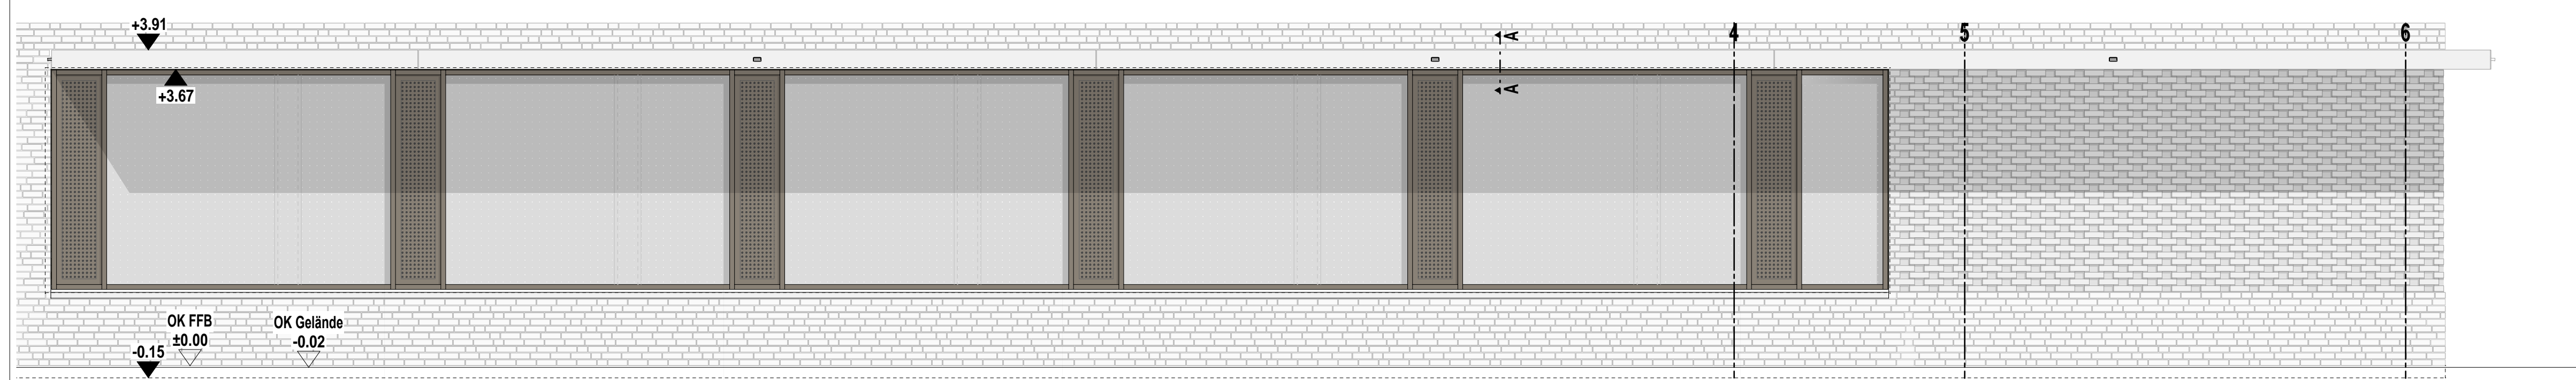 +3.91
4
5
6
A
+3.67
A
OK FFB
±0.00
OK Gelände
-0.02
-0.15